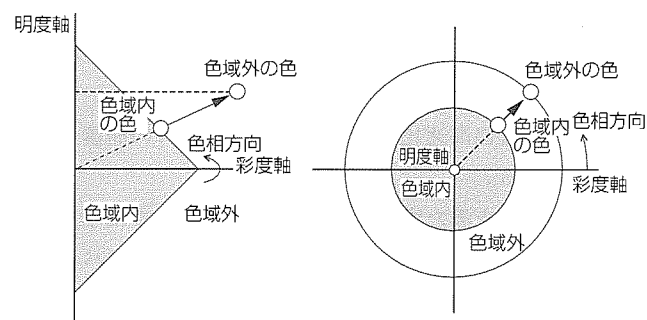 明度軸
色域外の色
色域内
の色
色相方向
彩度軸
色域内
色域外
色域外の色
色域内
の色
色相方向
明度軸
色域内
彩度軸
色域外